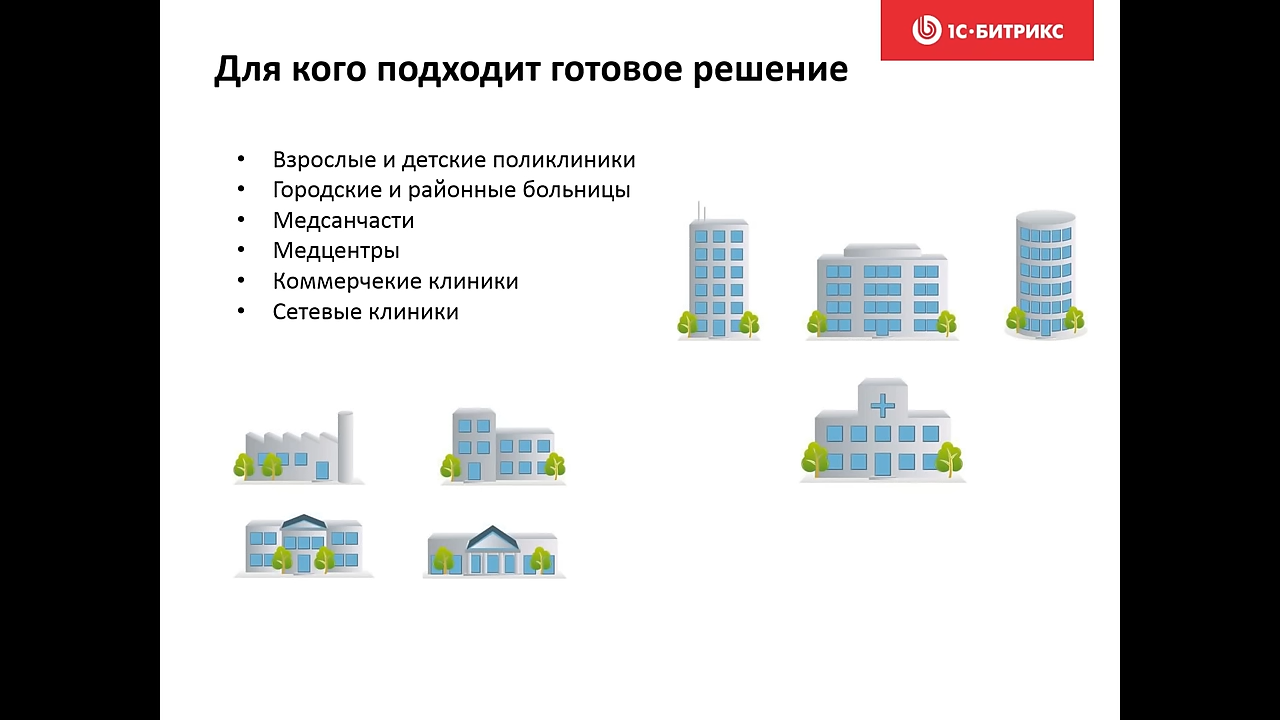 1С·БИТРИКС
Для кого подходит готовое решение
• Взрослые и детские поликлиники
• Городские и районные больницы
• Медсанчасти
• Медцентры
• Коммерчекие клиники
• Сетевые клиники